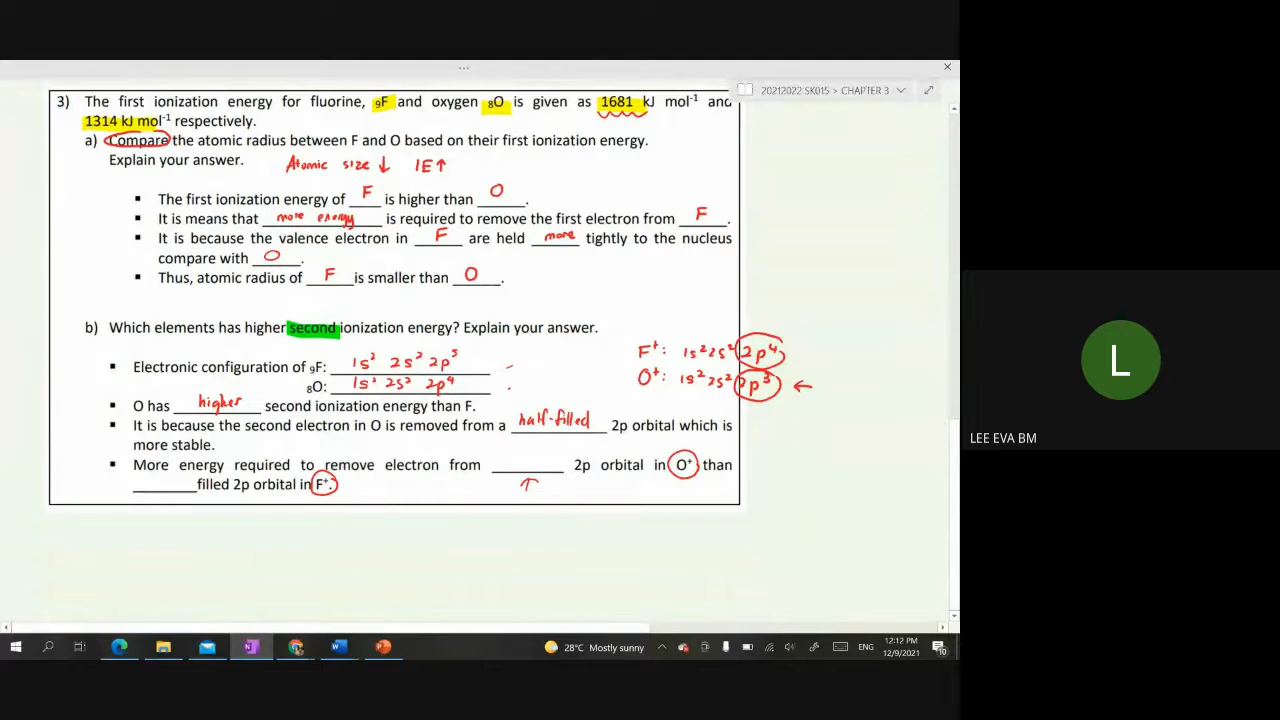 ...
20212022 SK015 > CHAPTER 3
3) The first ionization energy for fluorine, ₉F and oxygen ₈O is given as 1681 kJ mol⁻¹ and
1314 kJ mol⁻¹ respectively.
a) Compare the atomic radius between F and O based on their first ionization energy.
Explain your answer. Atomic size ↓ IE↑
▪ The first ionization energy of F is higher than O.
▪ It is means that more energy is required to remove the first electron from F.
▪ It is because the valence electron in F are held more tightly to the nucleus
compare with O.
▪ Thus, atomic radius of F is smaller than O.
b) Which elements has higher second ionization energy? Explain your answer.
▪ Electronic configuration of ₉F: 1s² 2s² 2p⁵
₈O: 1s² 2s² 2p⁴
F⁺: 1s² 2s² 2p⁴
O⁺: 1s² 2s² 2p³ ←
▪ O has higher second ionization energy than F.
▪ It is because the second electron in O is removed from a half-filled 2p orbital which is
more stable.
▪ More energy required to remove electron from ________ 2p orbital in O⁺ than
________filled 2p orbital in F⁺.
↑
L
LEE EVA BM
28°C Mostly sunny
ENG
12:12 PM
12/9/2021
10